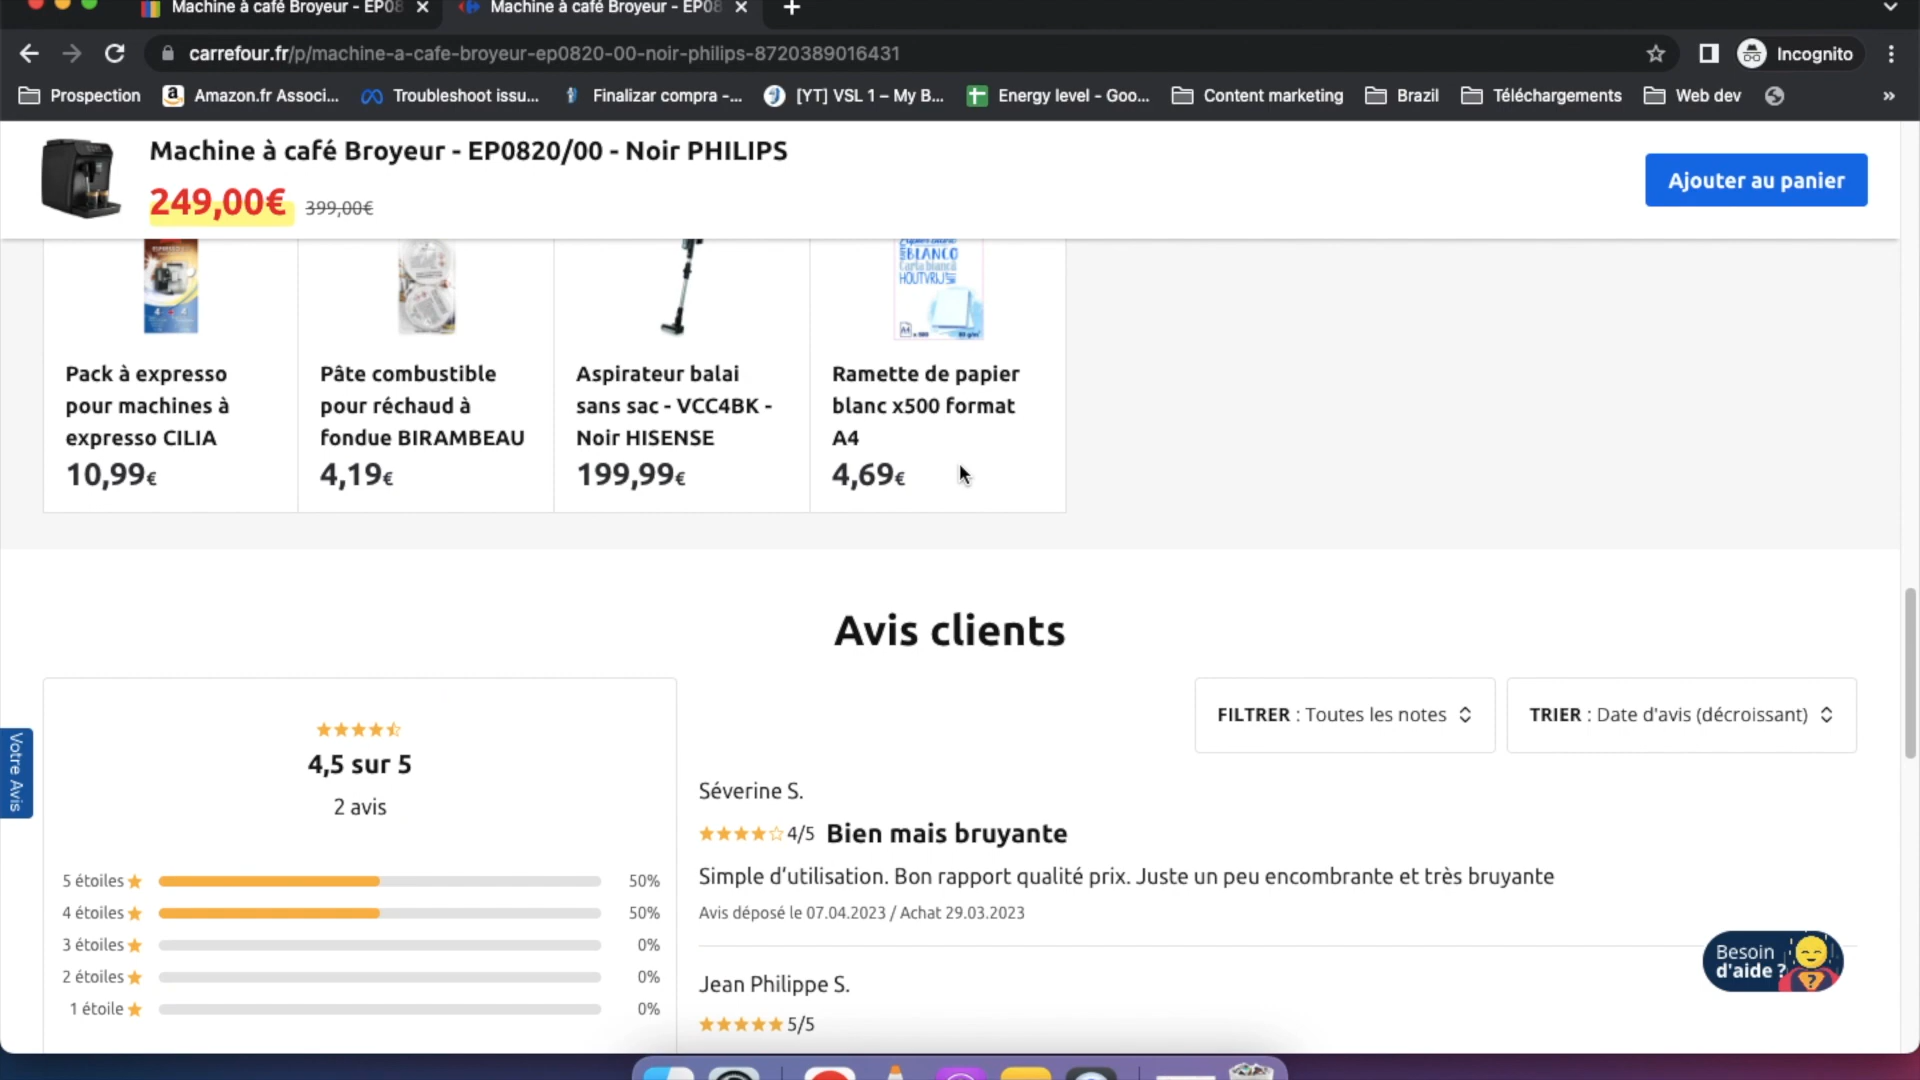 Machine à café Broyeur - EP08
Machine à café Broyeur - EP08
carrefour.fr/p/machine-a-cafe-broyeur-ep0820-00-noir-philips-8720389016431
Incognito
Prospection
Amazon.fr Associ...
Troubleshoot issu...
Finalizar compra -...
[YT] VSL 1 – My B...
Energy level - Goo...
Content marketing
Brazil
Téléchargements
Web dev
»
Machine à café Broyeur - EP0820/00 - Noir PHILIPS
249,00€ 399,00€
Ajouter au panier
BLANCO
Carta blanca
HOUTVRIJ
Pack à expresso
pour machines à
expresso CILIA
10,99€
Pâte combustible
pour réchaud à
fondue BIRAMBEAU
4,19€
Aspirateur balai
sans sac - VCC4BK -
Noir HISENSE
199,99€
Ramette de papier
blanc x500 format
A4
4,69€
Avis clients
4,5 sur 5
2 avis
5 étoiles 50%
4 étoiles 50%
3 étoiles 0%
2 étoiles 0%
1 étoile 0%
FILTRER : Toutes les notes
TRIER : Date d'avis (décroissant)
Séverine S.
4/5 Bien mais bruyante
Simple d’utilisation. Bon rapport qualité prix. Juste un peu encombrante et très bruyante
Avis déposé le 07.04.2023 / Achat 29.03.2023
Jean Philippe S.
5/5
Votre Avis
Besoin
d'aide ?